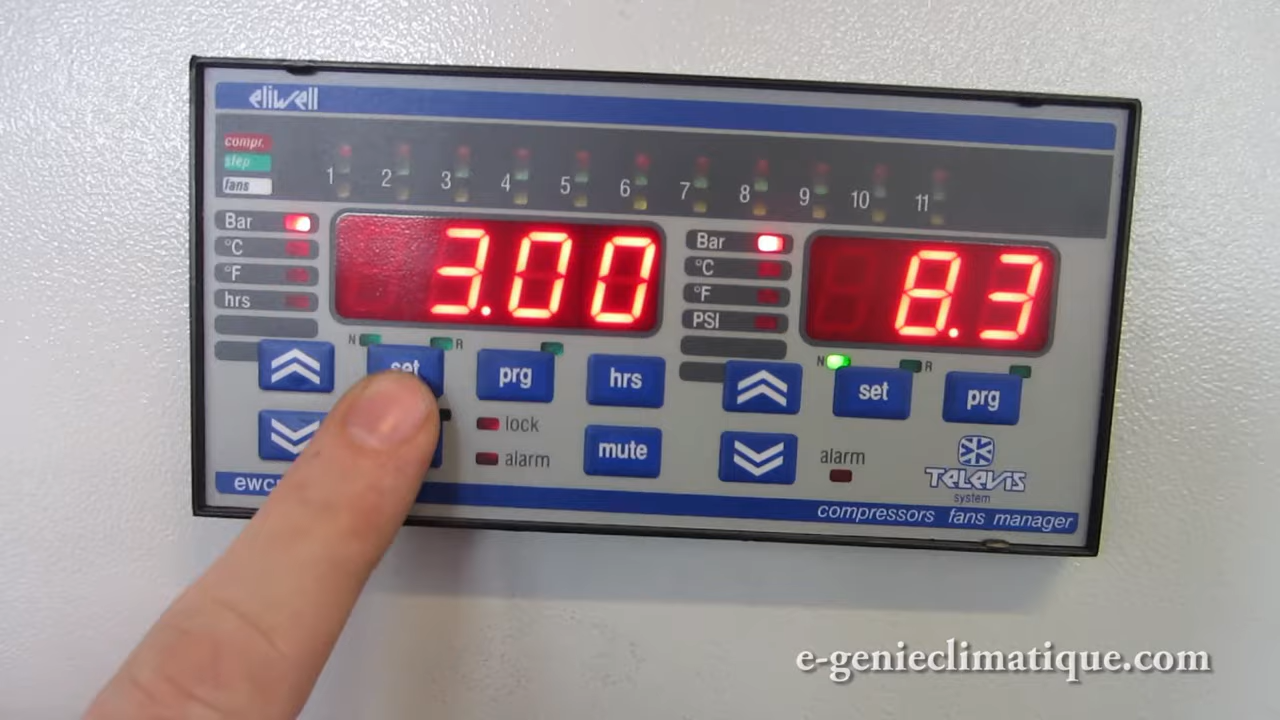 eliwell
compr.
step
fans
1 2 3 4 5 6 7 8 9 10 11
Bar
°C
°F
hrs
3.00
Bar
°C
°F
PSI
8.3
N R
set prg hrs
lock
alarm
mute
N R
set prg
alarm
TELEVIS
system
compressors fans manager
e-genieclimatique.com